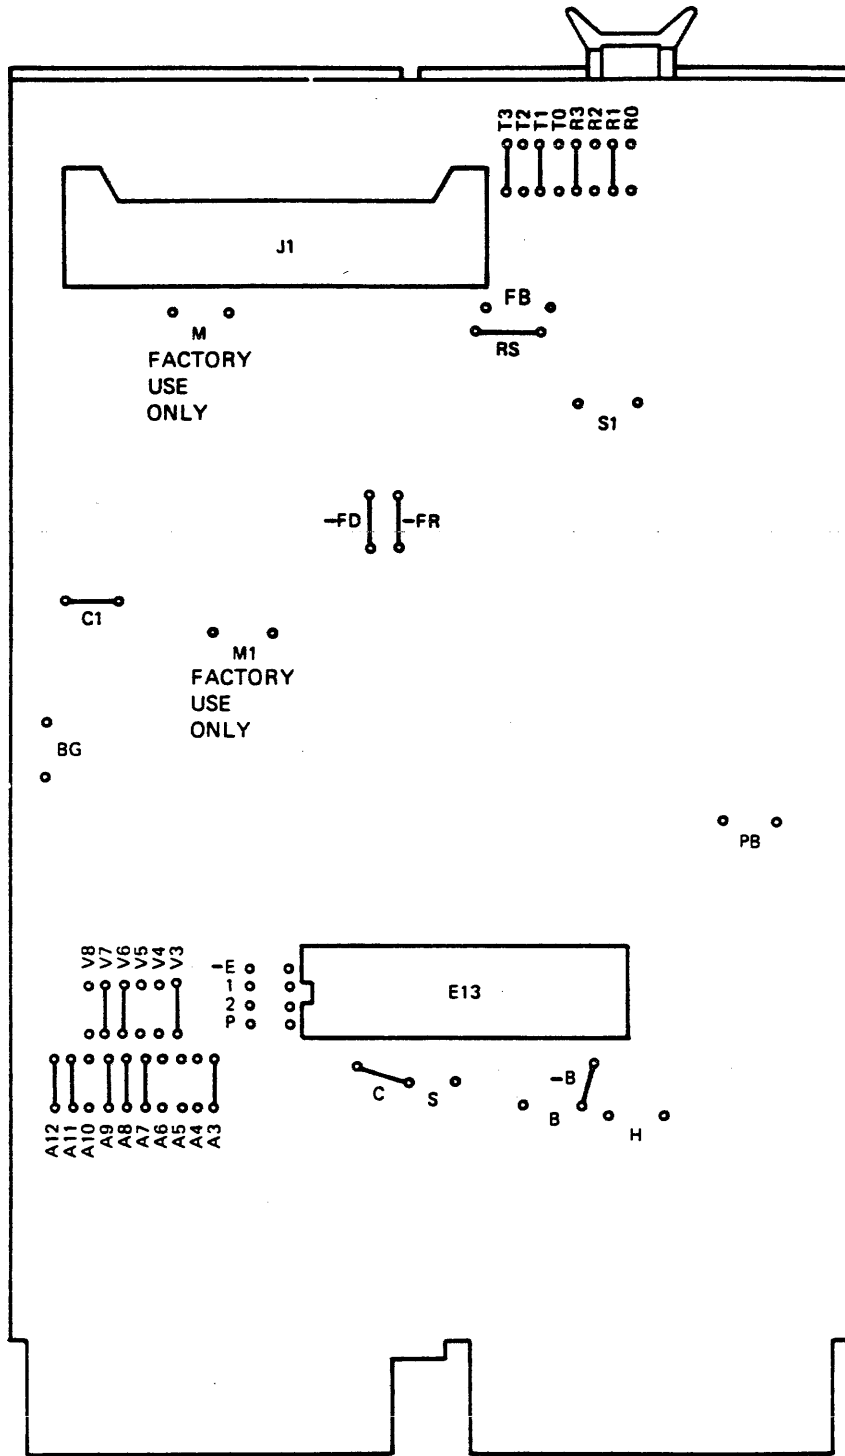 T3
T2
T1
T0
R3
R2
R1
R0
J1
FB
RS
M
FACTORY
USE
ONLY
S1
-FD
-FR
C1
M1
FACTORY
USE
ONLY
BG
PB
V8
V7
V6
V5
V4
V3
-E
1
2
P
E13
C
S
-B
B
H
A12
A11
A10
A9
A8
A7
A6
A5
A4
A3